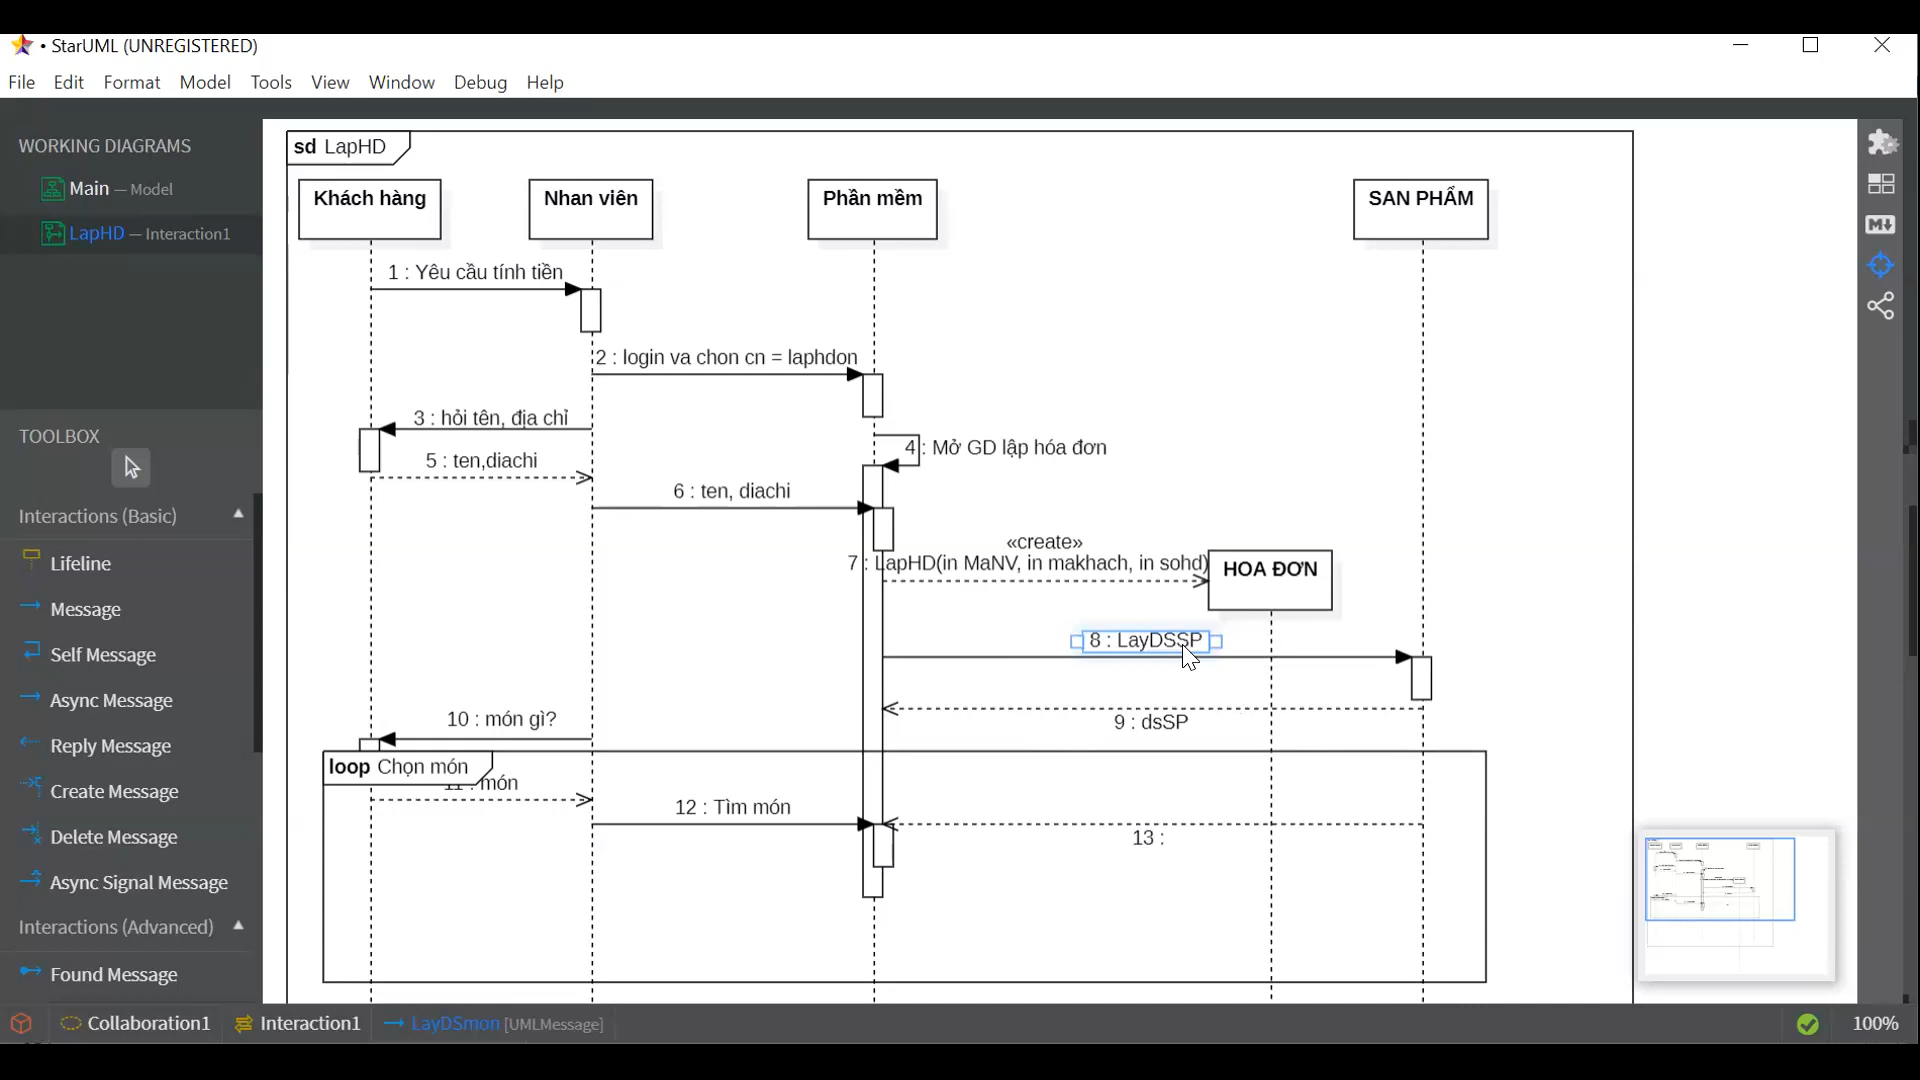 • StarUML (UNREGISTERED)
File Edit Format Model Tools View Window Debug Help
WORKING DIAGRAMS
Main — Model
LapHD — Interaction1
TOOLBOX
Interactions (Basic)
Lifeline
Message
Self Message
Async Message
Reply Message
Create Message
Delete Message
Async Signal Message
Interactions (Advanced)
Found Message
sd LapHD
Khách hàng
Nhan viên
Phần mềm
SAN PHẨM
1 : Yêu cầu tính tiền
2 : login va chon cn = laphdon
3 : hỏi tên, địa chỉ
4 : Mở GD lập hóa đơn
5 : ten,diachi
6 : ten, diachi
«create»
7 : LapHD(in MaNV, in makhach, in sohd)
HOA ĐƠN
8 : LayDSSP
9 : dsSP
10 : món gì?
loop Chọn món
11 : món
12 : Tìm món
13 :
M
Collaboration1
Interaction1
LayDSmon [UMLMessage]
100%